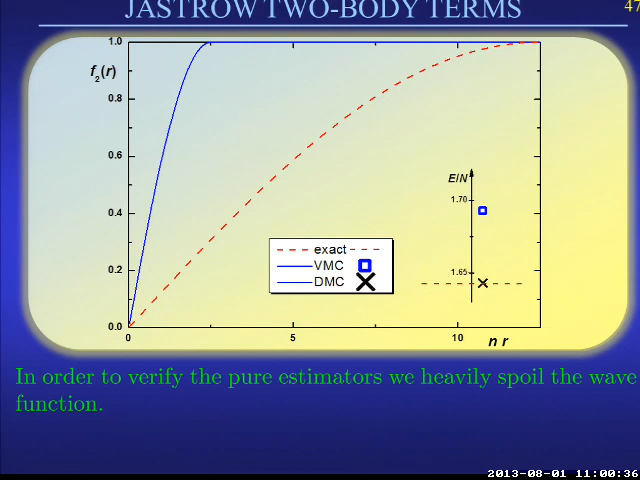 JASTROW TWO-BODY TERMS
47
f2(r)
1.0
0.8
0.6
0.4
0.2
0.0
0
5
10
n r
E/N
1.70
1.65
exact
VMC
DMC
In order to verify the pure estimators we heavily spoil the wave
function.
2013-08-01 11:00:36